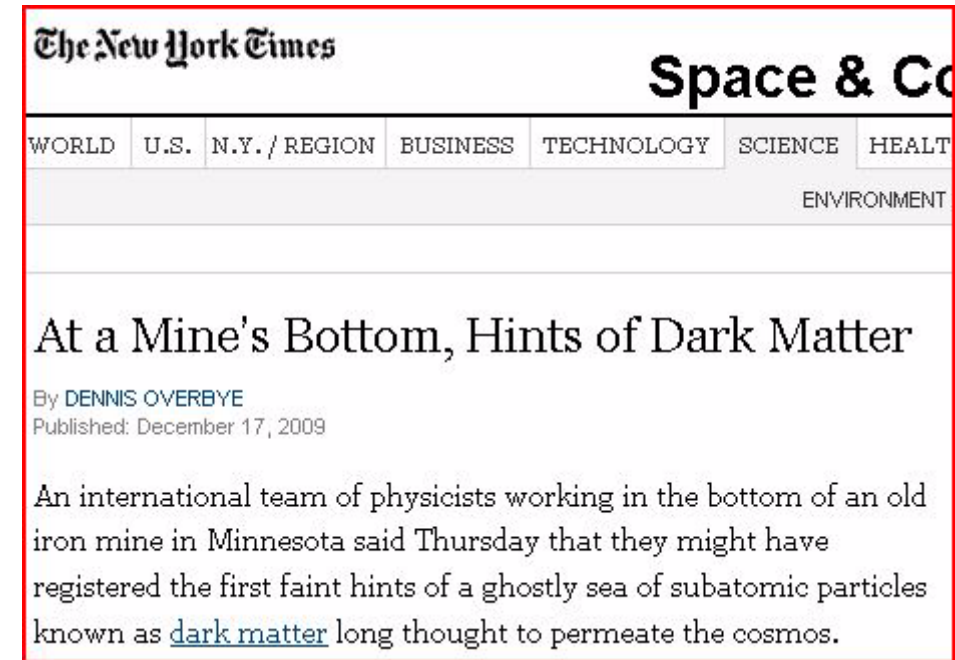 The New York Times
Space & Co
WORLD U.S. N.Y. / REGION BUSINESS TECHNOLOGY SCIENCE HEALT
ENVIRONMENT
At a Mine's Bottom, Hints of Dark Matter
By DENNIS OVERBYE
Published: December 17, 2009
An international team of physicists working in the bottom of an old
iron mine in Minnesota said Thursday that they might have
registered the first faint hints of a ghostly sea of subatomic particles
known as dark matter long thought to permeate the cosmos.